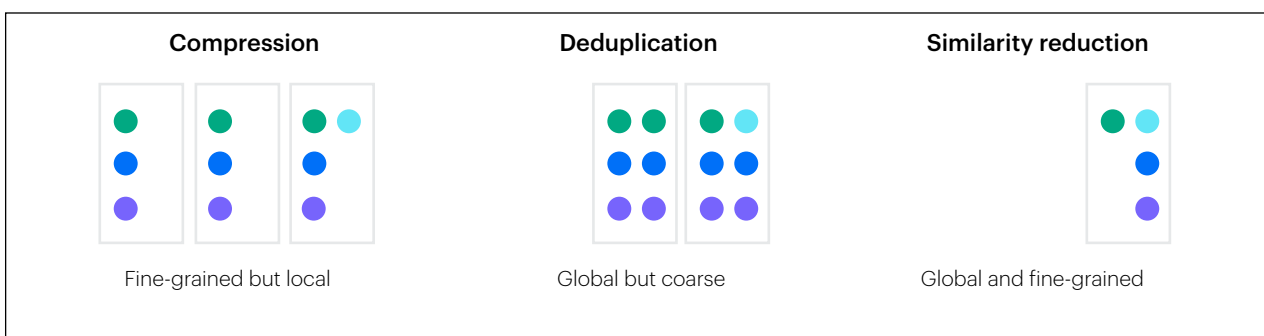 Compression
Deduplication
Similarity reduction
Fine-grained but local
Global but coarse
Global and fine-grained